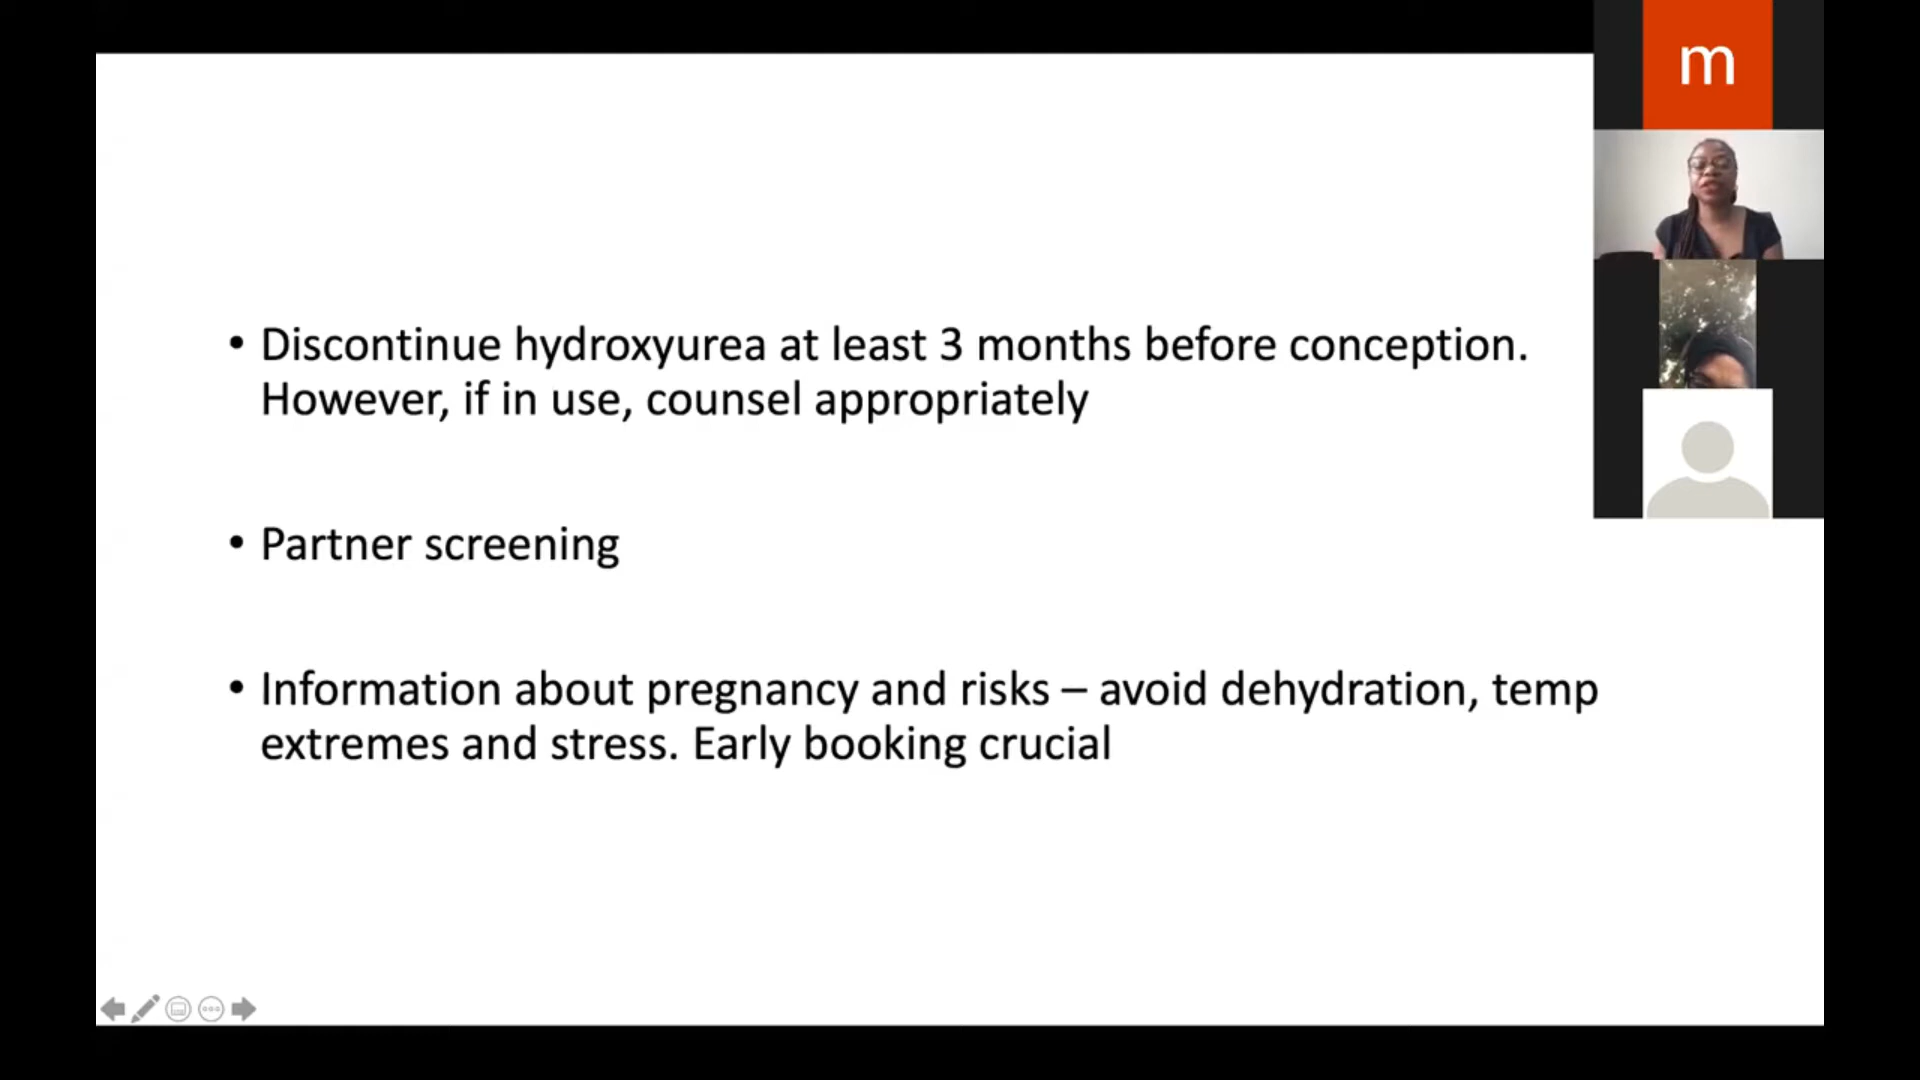 m
• Discontinue hydroxyurea at least 3 months before conception.
However, if in use, counsel appropriately
• Partner screening
• Information about pregnancy and risks – avoid dehydration, temp
extremes and stress. Early booking crucial